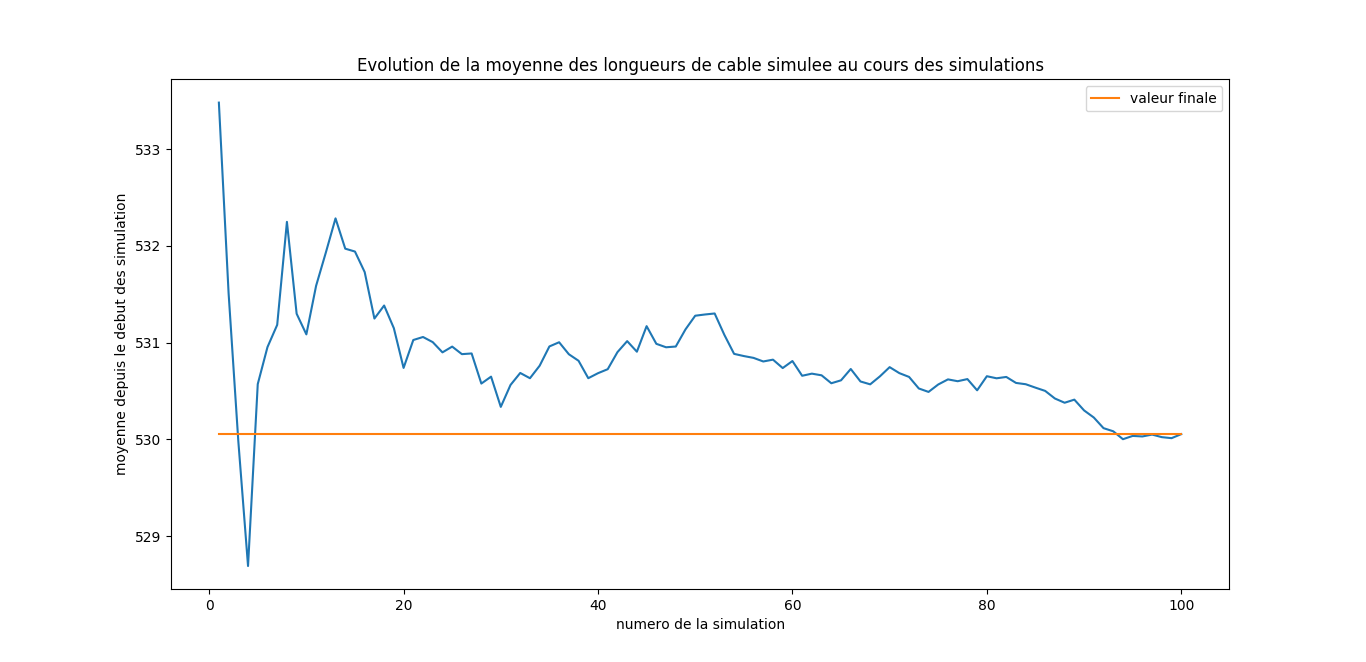 Evolution de la moyenne des longueurs de cable simulee au cours des simulations
valeur finale
moyenne depuis le debut des simulation
533
532
531
530
529
0 20 40 60 80 100
numero de la simulation